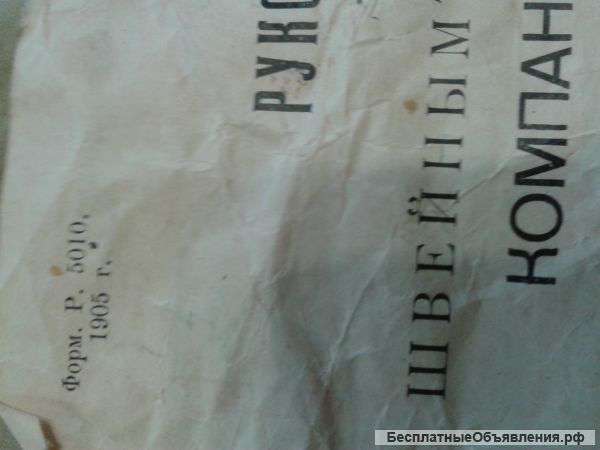 Форм. Р. 5010,
1905 г.
РУКО
ШВЕЙНЫМ
КОМПАН
БесплатныеОбъявления.рф